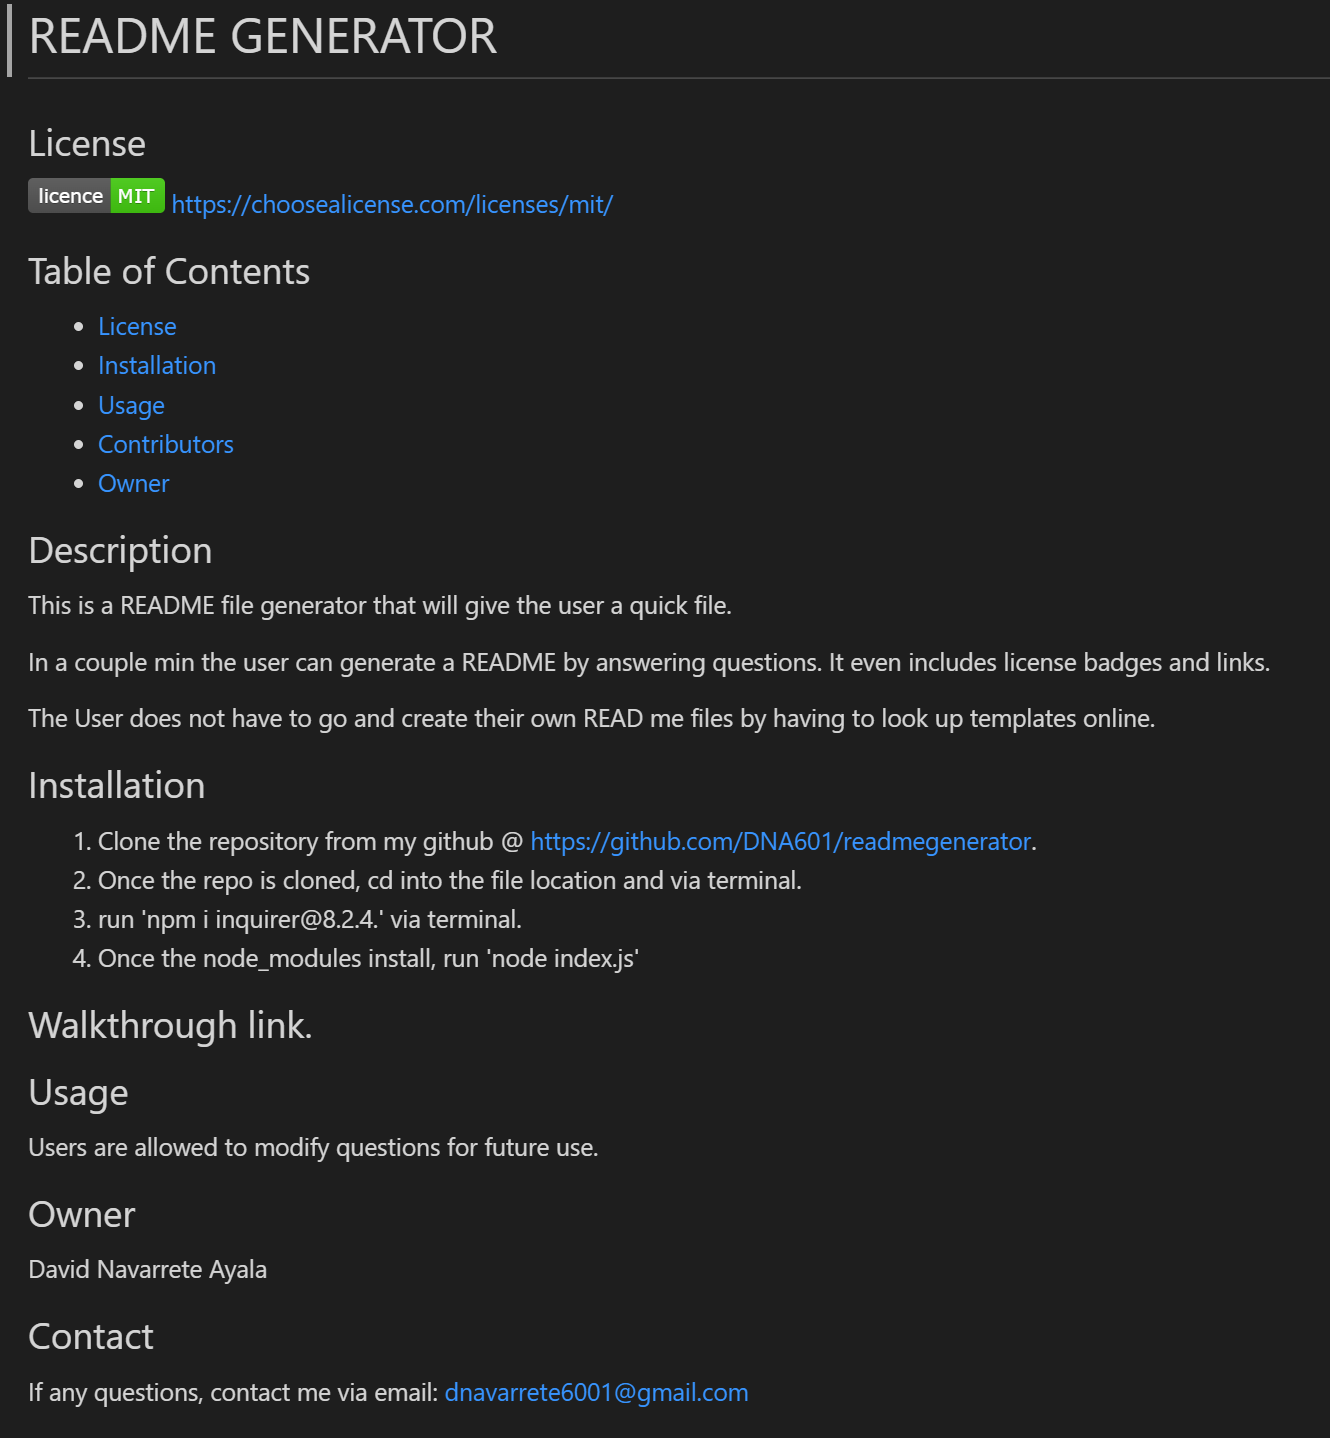 README GENERATOR
License
licence MIT https://choosealicense.com/licenses/mit/
Table of Contents
• License
• Installation
• Usage
• Contributors
• Owner
Description
This is a README file generator that will give the user a quick file.
In a couple min the user can generate a README by answering questions. It even includes license badges and links.
The User does not have to go and create their own READ me files by having to look up templates online.
Installation
1. Clone the repository from my github @ https://github.com/DNA601/readmegenerator.
2. Once the repo is cloned, cd into the file location and via terminal.
3. run 'npm i inquirer@8.2.4.' via terminal.
4. Once the node_modules install, run 'node index.js'
Walkthrough link.
Usage
Users are allowed to modify questions for future use.
Owner
David Navarrete Ayala
Contact
If any questions, contact me via email: dnavarrete6001@gmail.com